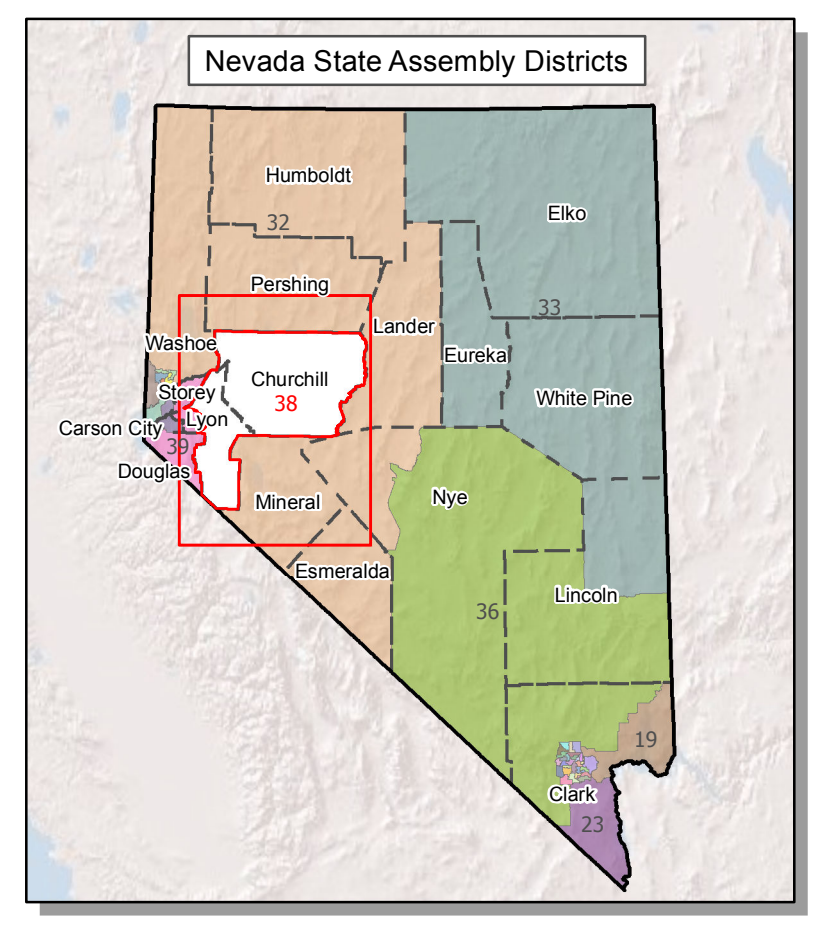 Nevada State Assembly Districts
Humboldt
Elko
32
Pershing
33
Lander
Washoe
Eureka
Churchill
Storey
38
White Pine
Lyon
Carson City
39
Douglas
Nye
Mineral
Esmeralda
Lincoln
36
19
Clark
23